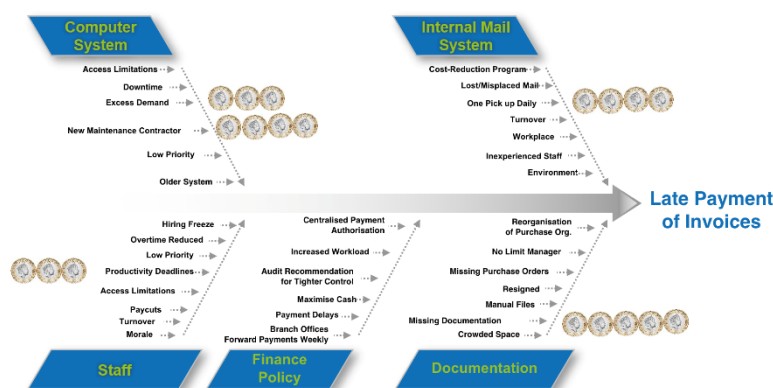 Computer
System
Access Limitations
Downtime
Excess Demand
New Maintenance Contractor
Low Priority
Older System
Internal Mail
System
Cost-Reduction Program
Lost/Misplaced Mail
One Pick up Daily
Turnover
Workplace
Inexperienced Staff
Environment
Late Payment
of Invoices
Hiring Freeze
Overtime Reduced
Low Priority
Productivity Deadlines
Access Limitations
Paycuts
Turnover
Morale
Staff
Centralised Payment
Authorisation
Increased Workload
Audit Recommendation
for Tighter Control
Maximise Cash
Payment Delays
Branch Offices
Forward Payments Weekly
Finance
Policy
Reorganisation
of Purchase Org.
No Limit Manager
Missing Purchase Orders
Resigned
Manual Files
Missing Documentation
Crowded Space
Documentation